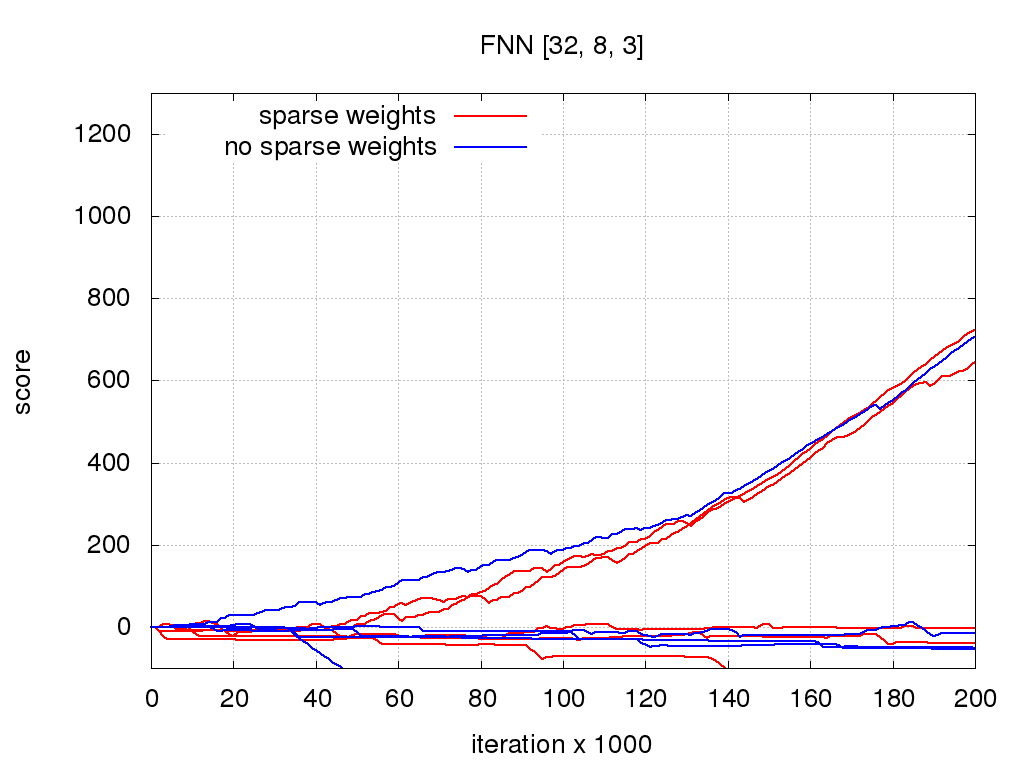 FNN [32, 8, 3]
sparse weights
no sparse weights
1200
1000
800
600
400
200
0
score
0 20 40 60 80 100 120 140 160 180 200
iteration x 1000